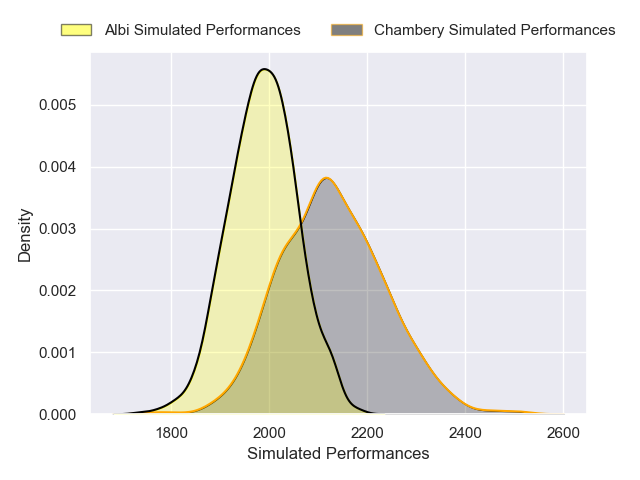 Albi Simulated Performances Chambery Simulated Performances
0.005
0.004
0.003
0.002
0.001
0.000
Density
1800 2000 2200 2400 2600
Simulated Performances